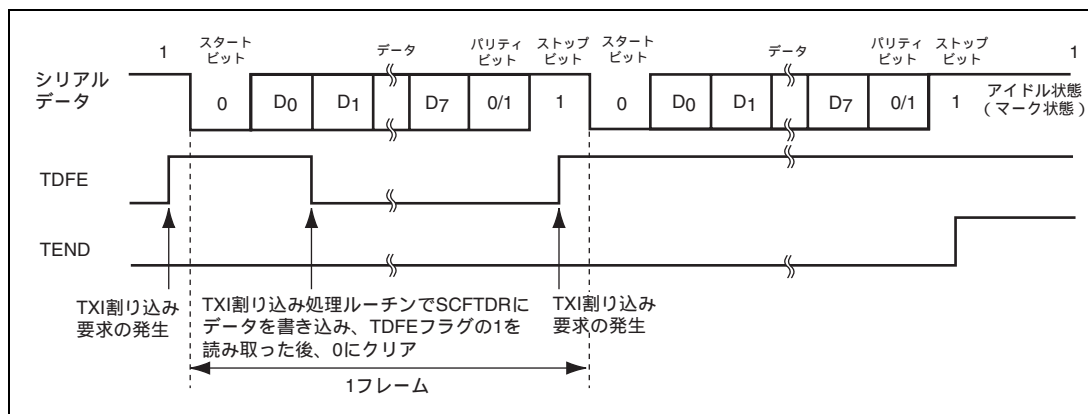 1 スタート ビット データ パリティ ビット ストップ ビット スタート ビット データ パリティ ビット ストップ ビット 1
シリアル データ 0 D0 D1 D7 0/1 1 0 D0 D1 D7 0/1 1 アイドル状態 (マーク状態)
TDFE
TEND
TXI割り込み
要求の発生
TXI割り込み処理ルーチンでSCFTDRに
データを書き込み、TDFEフラグの1を
読み取った後、0にクリア
TXI割り込み
要求の発生
1フレーム